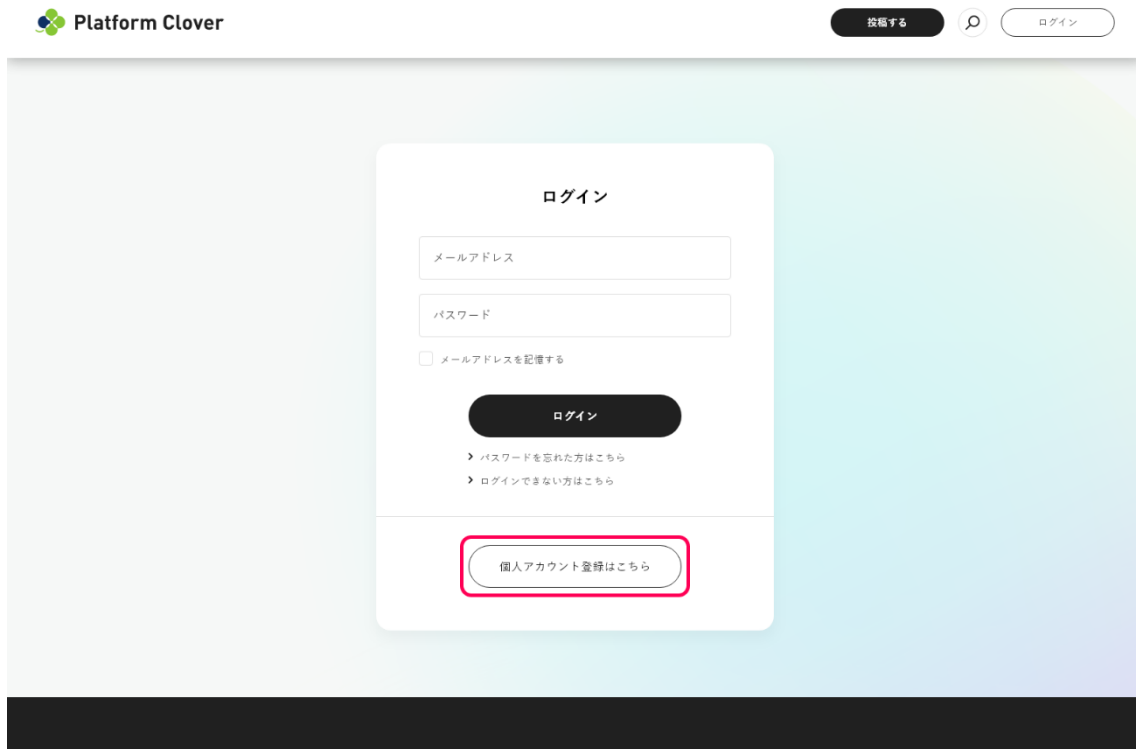 Platform Clover
投稿する
ログイン
ログイン
メールアドレス
パスワード
メールアドレスを記憶する
ログイン
パスワードを忘れた方はこちら
ログインできない方はこちら
個人アカウント登録はこちら